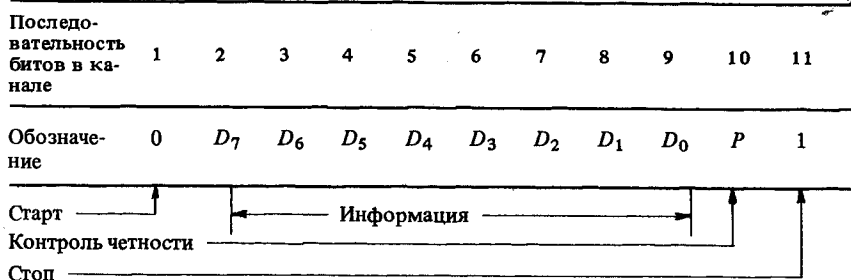 Последо-
вательность
битов в ка-
нале
1 2 3 4 5 6 7 8 9 10 11
Обозначе-
ние
0 D₇ D₆ D₅ D₄ D₃ D₂ D₁ D₀ P 1
Старт
Информация
Контроль четности
Стоп